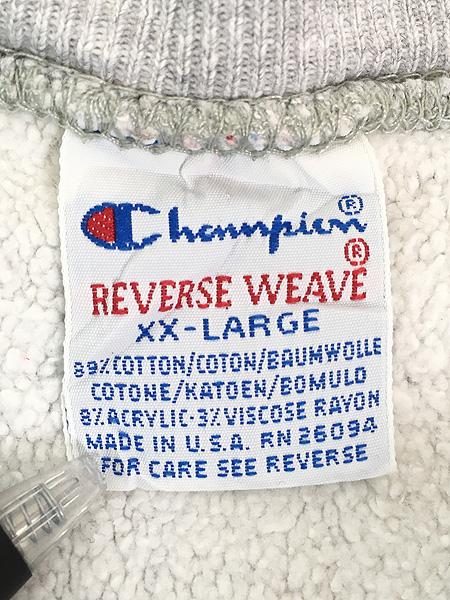 Champion®
®
REVERSE WEAVE
XX-LARGE
89%COTTON/COTON/BAUMWOLLE
COTONE/KATOEN/BOMULD
8%ACRYLIC·3%VISCOSE RAYON
MADE IN U.S.A. RN 26094
FOR CARE SEE REVERSE